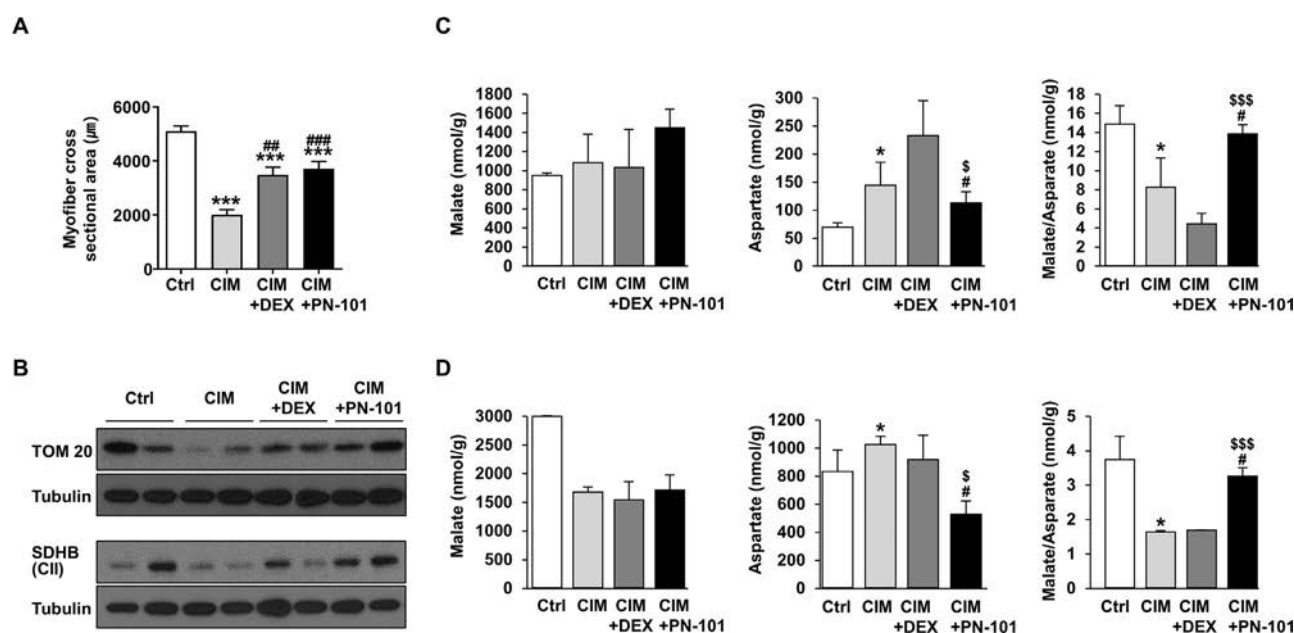 A
Myofiber cross
sectional area (㎛)
6000
4000
2000
0
***
##
***
###
***
Ctrl
CIM
CIM
+DEX
CIM
+PN-101
B
Ctrl
CIM
CIM
+DEX
CIM
+PN-101
TOM 20
Tubulin
SDHB
(CII)
Tubulin
C
Malate (nmol/g)
1800
1600
1400
1200
1000
800
600
400
200
0
Ctrl
CIM
CIM
+DEX
CIM
+PN-101
Aspartate (nmol/g)
300
250
200
150
100
50
0
*
$
#
Ctrl
CIM
CIM
+DEX
CIM
+PN-101
Malate/Asparate (nmol/g)
16
14
12
10
8
6
4
2
0
*
$$$
#
Ctrl
CIM
CIM
+DEX
CIM
+PN-101
D
Malate (nmol/g)
3000
2500
2000
1500
1000
500
0
Ctrl
CIM
CIM
+DEX
CIM
+PN-101
Aspartate (nmol/g)
1200
1000
800
600
400
200
0
*
$
#
Ctrl
CIM
CIM
+DEX
CIM
+PN-101
Malate/Asparate (nmol/g)
5
4
3
2
1
0
*
$$$
#
Ctrl
CIM
CIM
+DEX
CIM
+PN-101